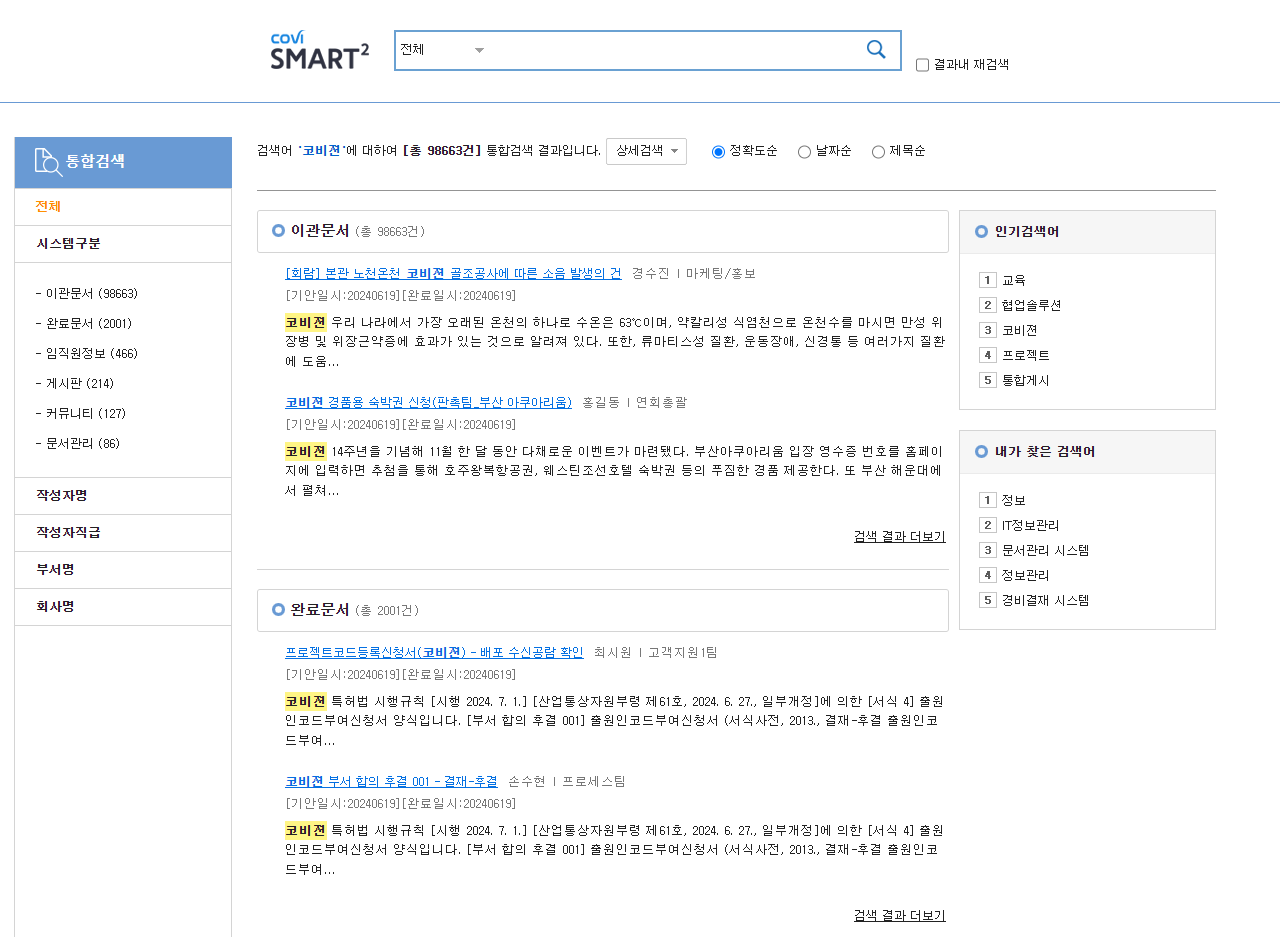 covi
SMART²
전체
결과내 재검색
통합검색
전체
시스템구분
- 이관문서 (98663)
- 완료문서 (2001)
- 임직원정보 (466)
- 게시판 (214)
- 커뮤니티 (127)
- 문서관리 (86)
작성자명
작성자직급
부서명
회사명
검색어 '코비젼'에 대하여 [총 98663건] 통합검색 결과입니다. 상세검색 정확도순 날짜순 제목순
이관문서 (총 98663건)
[회람] 본관 노천온천 코비젼 골조공사에 따른 소음 발생의 건 경수진 ㅣ 마케팅/홍보
[기안일시:20240619][완료일시:20240619]
코비젼 우리 나라에서 가장 오래된 온천의 하나로 수온은 63℃이며, 약칼리성 식염천으로 온천수를 마시면 만성 위
장병 및 위장근약증에 효과가 있는 것으로 알려져 있다. 또한, 류마티스성 질환, 운동장애, 신경통 등 여러가지 질환
에 도움...
코비젼 경품용 숙박권 신청(판촉팀_부산 아쿠아리움) 홍길동 ㅣ 연회총괄
[기안일시:20240619][완료일시:20240619]
코비젼 14주년을 기념해 11월 한 달 동안 다채로운 이벤트가 마련됐다. 부산아쿠아리움 입장 영수증 번호를 홈페이
지에 입력하면 추첨을 통해 호주왕복항공권, 웨스틴조선호텔 숙박권 등의 푸짐한 경품 제공한다. 또 부산 해운대에
서 펼쳐...
검색 결과 더보기
완료문서 (총 2001건)
프로젝트코드등록신청서(코비젼) - 배포 수신공람 확인 최시원 ㅣ 고객지원1팀
[기안일시:20240619][완료일시:20240619]
코비젼 특허법 시행규칙 [시행 2024. 7. 1.] [산업통상자원부령 제61호, 2024. 6. 27., 일부개정]에 의한 [서식 4] 출원
인코드부여신청서 양식입니다. [부서 합의 후결 001] 출원인코드부여신청서 (서식사전, 2013., 결재-후결 출원인코
드부여...
코비젼 부서 합의 후결 001 - 결재-후결 손수현 ㅣ 프로세스팀
[기안일시:20240619][완료일시:20240619]
코비젼 특허법 시행규칙 [시행 2024. 7. 1.] [산업통상자원부령 제61호, 2024. 6. 27., 일부개정]에 의한 [서식 4] 출원
인코드부여신청서 양식입니다. [부서 합의 후결 001] 출원인코드부여신청서 (서식사전, 2013., 결재-후결 출원인코
드부여...
검색 결과 더보기
인기검색어
1 교육
2 협업솔루션
3 코비젼
4 프로젝트
5 통합게시
내가 찾은 검색어
1 정보
2 IT정보관리
3 문서관리 시스템
4 정보관리
5 경비결재 시스템